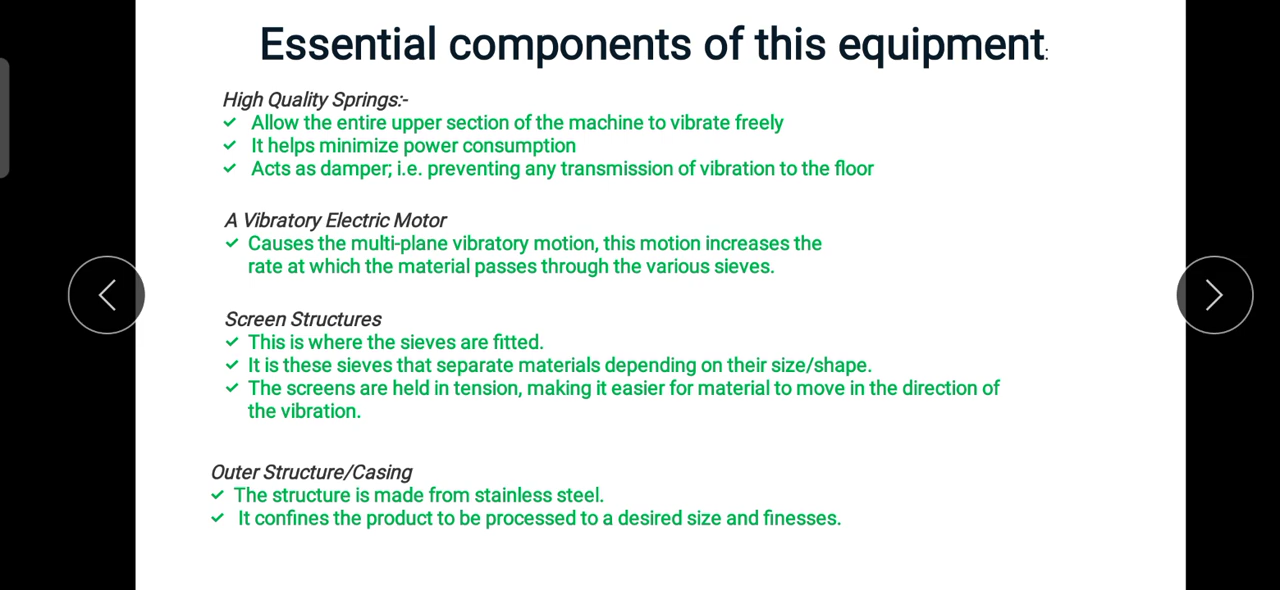 Essential components of this equipment:
High Quality Springs:-
✓ Allow the entire upper section of the machine to vibrate freely
✓ It helps minimize power consumption
✓ Acts as damper; i.e. preventing any transmission of vibration to the floor
A Vibratory Electric Motor
✓ Causes the multi-plane vibratory motion, this motion increases the
rate at which the material passes through the various sieves.
Screen Structures
✓ This is where the sieves are fitted.
✓ It is these sieves that separate materials depending on their size/shape.
✓ The screens are held in tension, making it easier for material to move in the direction of
the vibration.
Outer Structure/Casing
✓ The structure is made from stainless steel.
✓ It confines the product to be processed to a desired size and finesses.